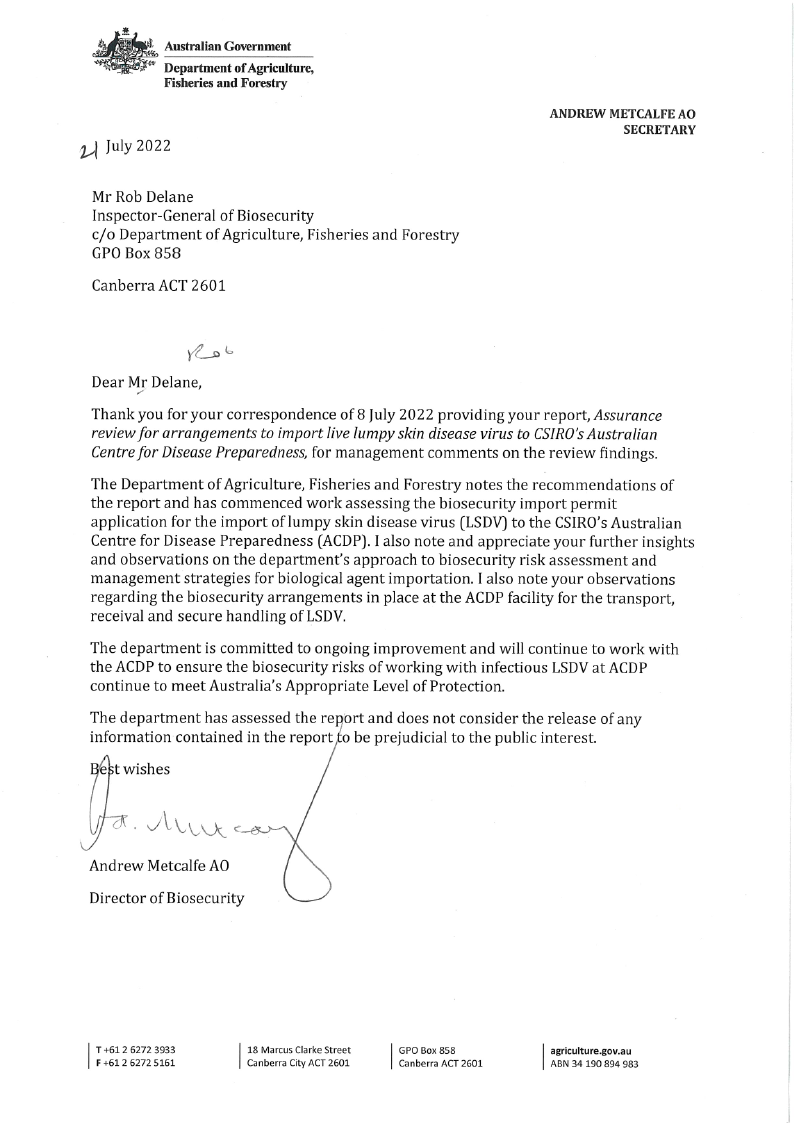 Australian Government
Department of Agriculture,
Fisheries and Forestry
ANDREW METCALFE AO
SECRETARY
21 July 2022
Mr Rob Delane
Inspector-General of Biosecurity
c/o Department of Agriculture, Fisheries and Forestry
GPO Box 858
Canberra ACT 2601
Rob
Dear Mr Delane,
Thank you for your correspondence of 8 July 2022 providing your report, Assurance
review for arrangements to import live lumpy skin disease virus to CSIRO's Australian
Centre for Disease Preparedness, for management comments on the review findings.
The Department of Agriculture, Fisheries and Forestry notes the recommendations of
the report and has commenced work assessing the biosecurity import permit
application for the import of lumpy skin disease virus (LSDV) to the CSIRO's Australian
Centre for Disease Preparedness (ACDP). I also note and appreciate your further insights
and observations on the department's approach to biosecurity risk assessment and
management strategies for biological agent importation. I also note your observations
regarding the biosecurity arrangements in place at the ACDP facility for the transport,
receival and secure handling of LSDV.
The department is committed to ongoing improvement and will continue to work with
the ACDP to ensure the biosecurity risks of working with infectious LSDV at ACDP
continue to meet Australia's Appropriate Level of Protection.
The department has assessed the report and does not consider the release of any
information contained in the report to be prejudicial to the public interest.
Best wishes
Andrew Metcalfe AO
Director of Biosecurity
T +61 2 6272 3933
F +61 2 6272 5161
18 Marcus Clarke Street
Canberra City ACT 2601
GPO Box 858
Canberra ACT 2601
agriculture.gov.au
ABN 34 190 894 983